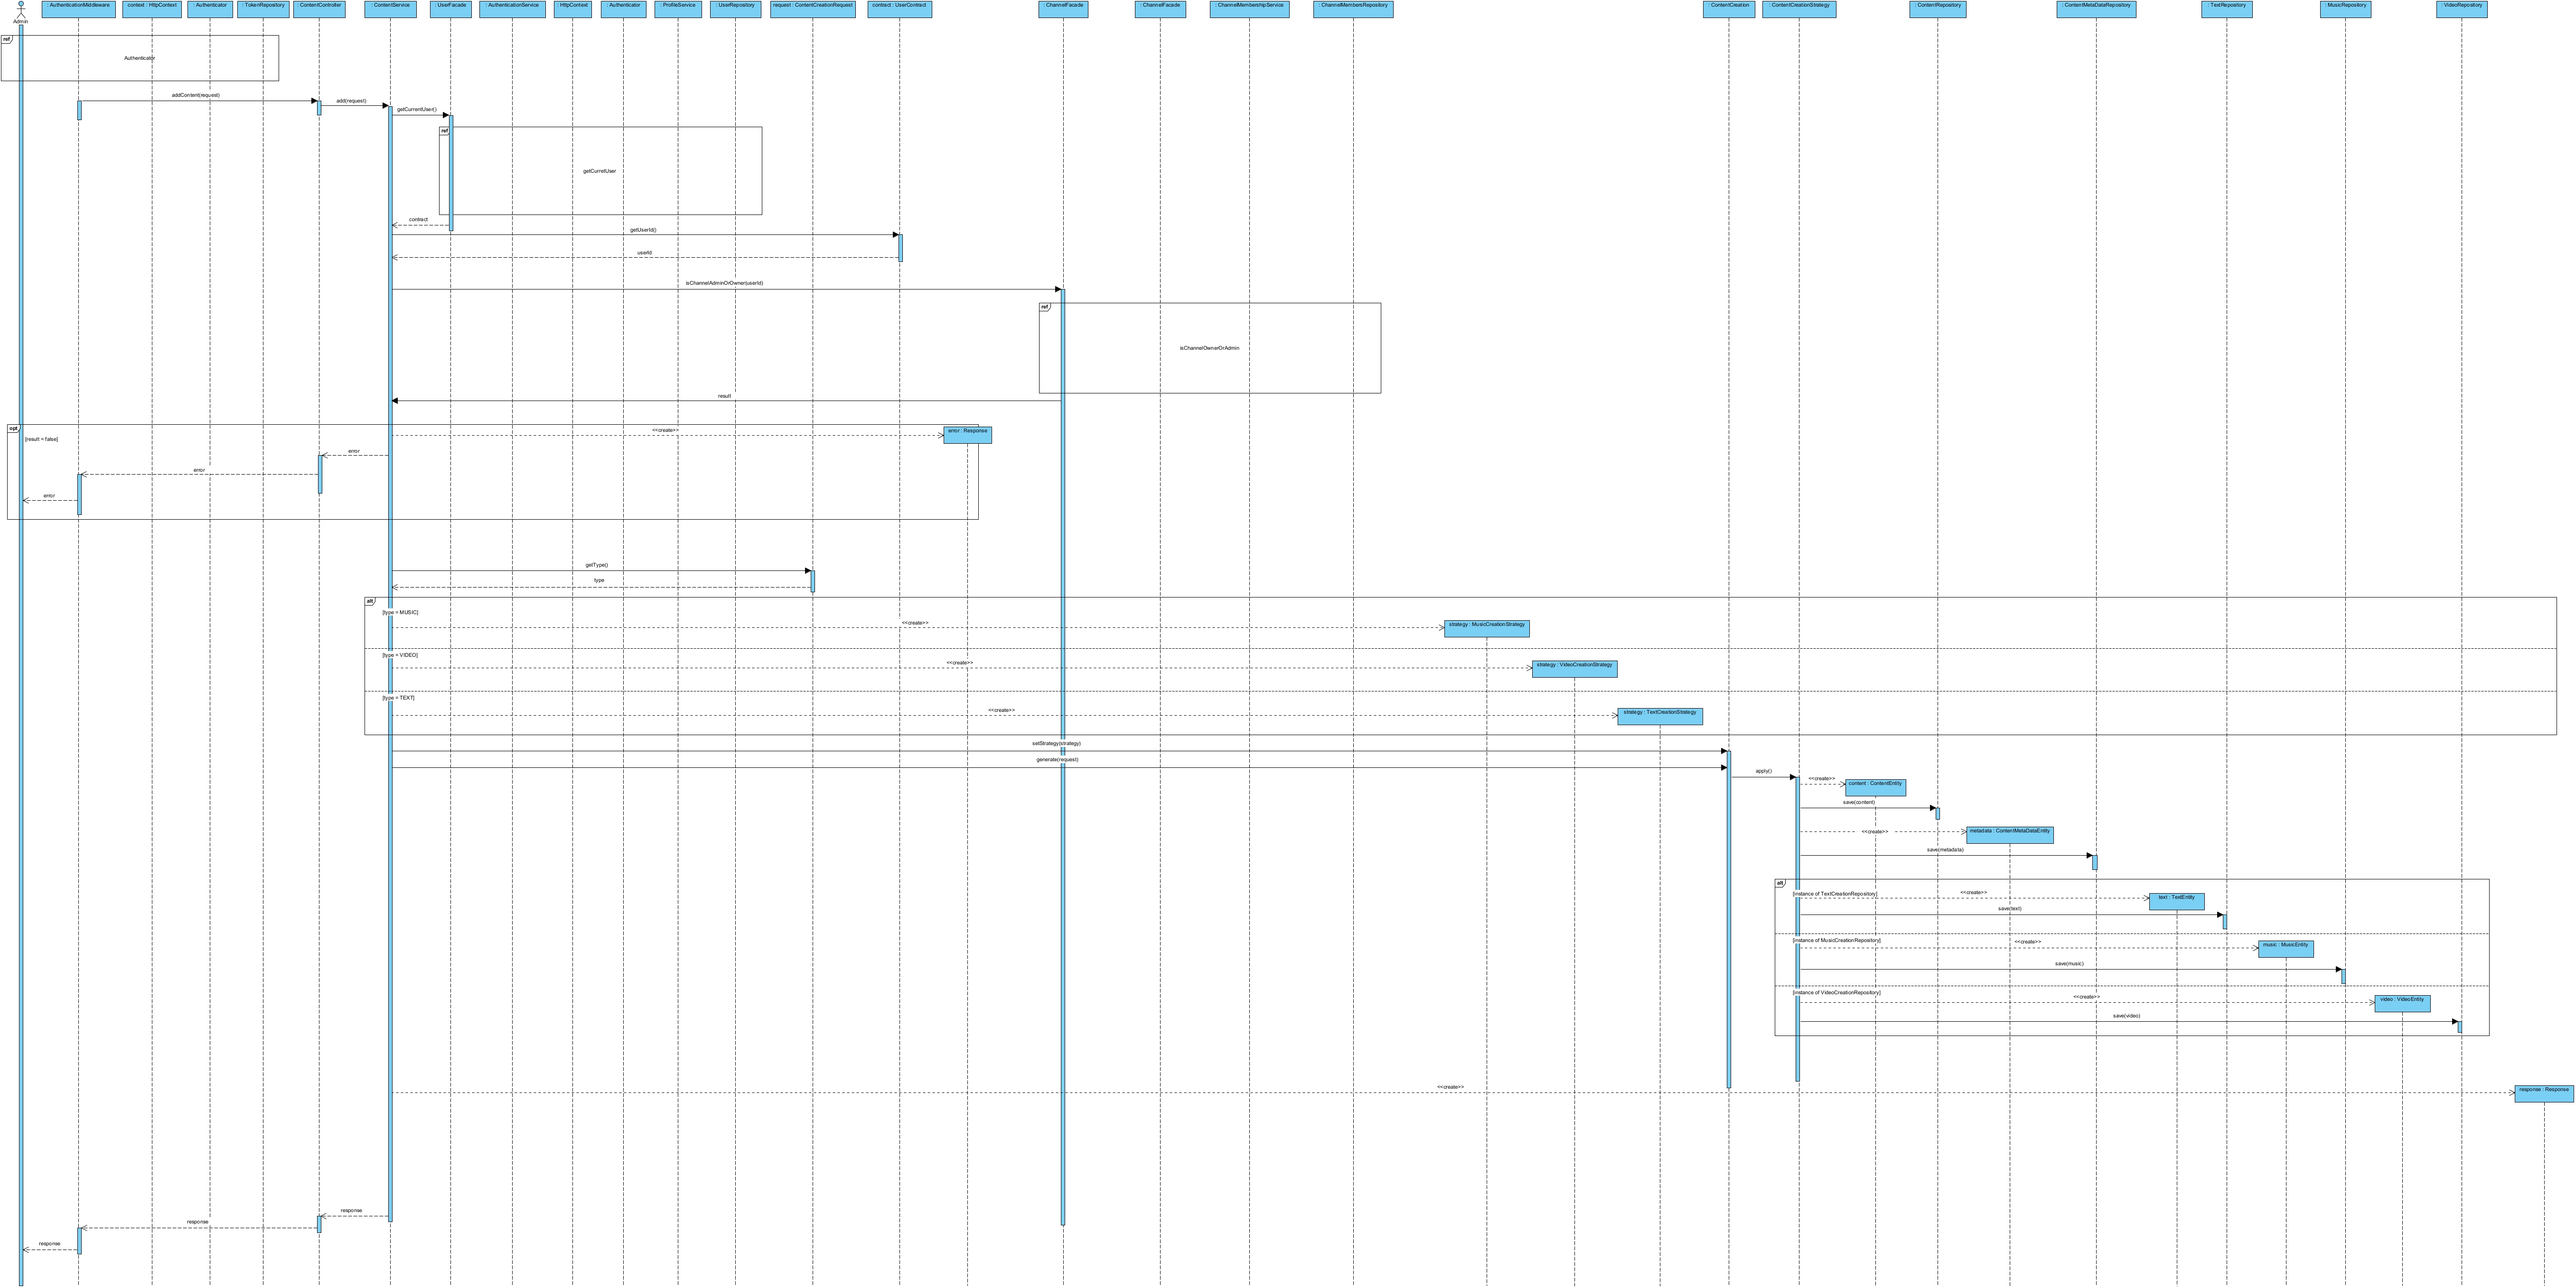 Admin
: AuthenticationMiddleware
context : HttpContext
: Authenticator
: TokenRepository
: ContentController
: ContentService
: UserFacade
: AuthenticationService
: HttpContext
: Authenticator
: ProfileService
: UserRepository
request : ContentCreationRequest
contract : UserContract
: ChannelFacade
: ChannelFacade
: ChannelMembershipService
: ChannelMembersRepository
: ContentCreation
: ContentCreationStrategy
: ContentRepository
: ContentMetaDataRepository
: TextRepository
: MusicRepository
: VideoRepository
ref
Authenticator
addContent(request)
add(request)
getCurrentUser()
ref
getCurretUser
contract
getUserId()
userId
isChannelAdminOrOwner(userId)
ref
isChannelOwnerOrAdmin
result
opt
[result = false]
<<create>>
error : Response
error
error
error
getType()
type
alt
[type = MUSIC]
<<create>>
strategy : MusicCreationStrategy
[type = VIDEO]
<<create>>
strategy : VideoCreationStrategy
[type = TEXT]
<<create>>
strategy : TextCreationStrategy
setStrategy(strategy)
generate(request)
apply()
<<create>>
content : ContentEntity
save(content)
<<create>>
metadata : ContentMetaDataEntity
save(metadata)
alt
[instance of TextCreationRepository]
<<create>>
text : TextEntity
save(text)
[instance of MusicCreationRepository]
<<create>>
music : MusicEntity
save(music)
[instance of VideoCreationRepository]
<<create>>
video : VideoEntity
save(video)
<<create>>
response : Response
response
response
response